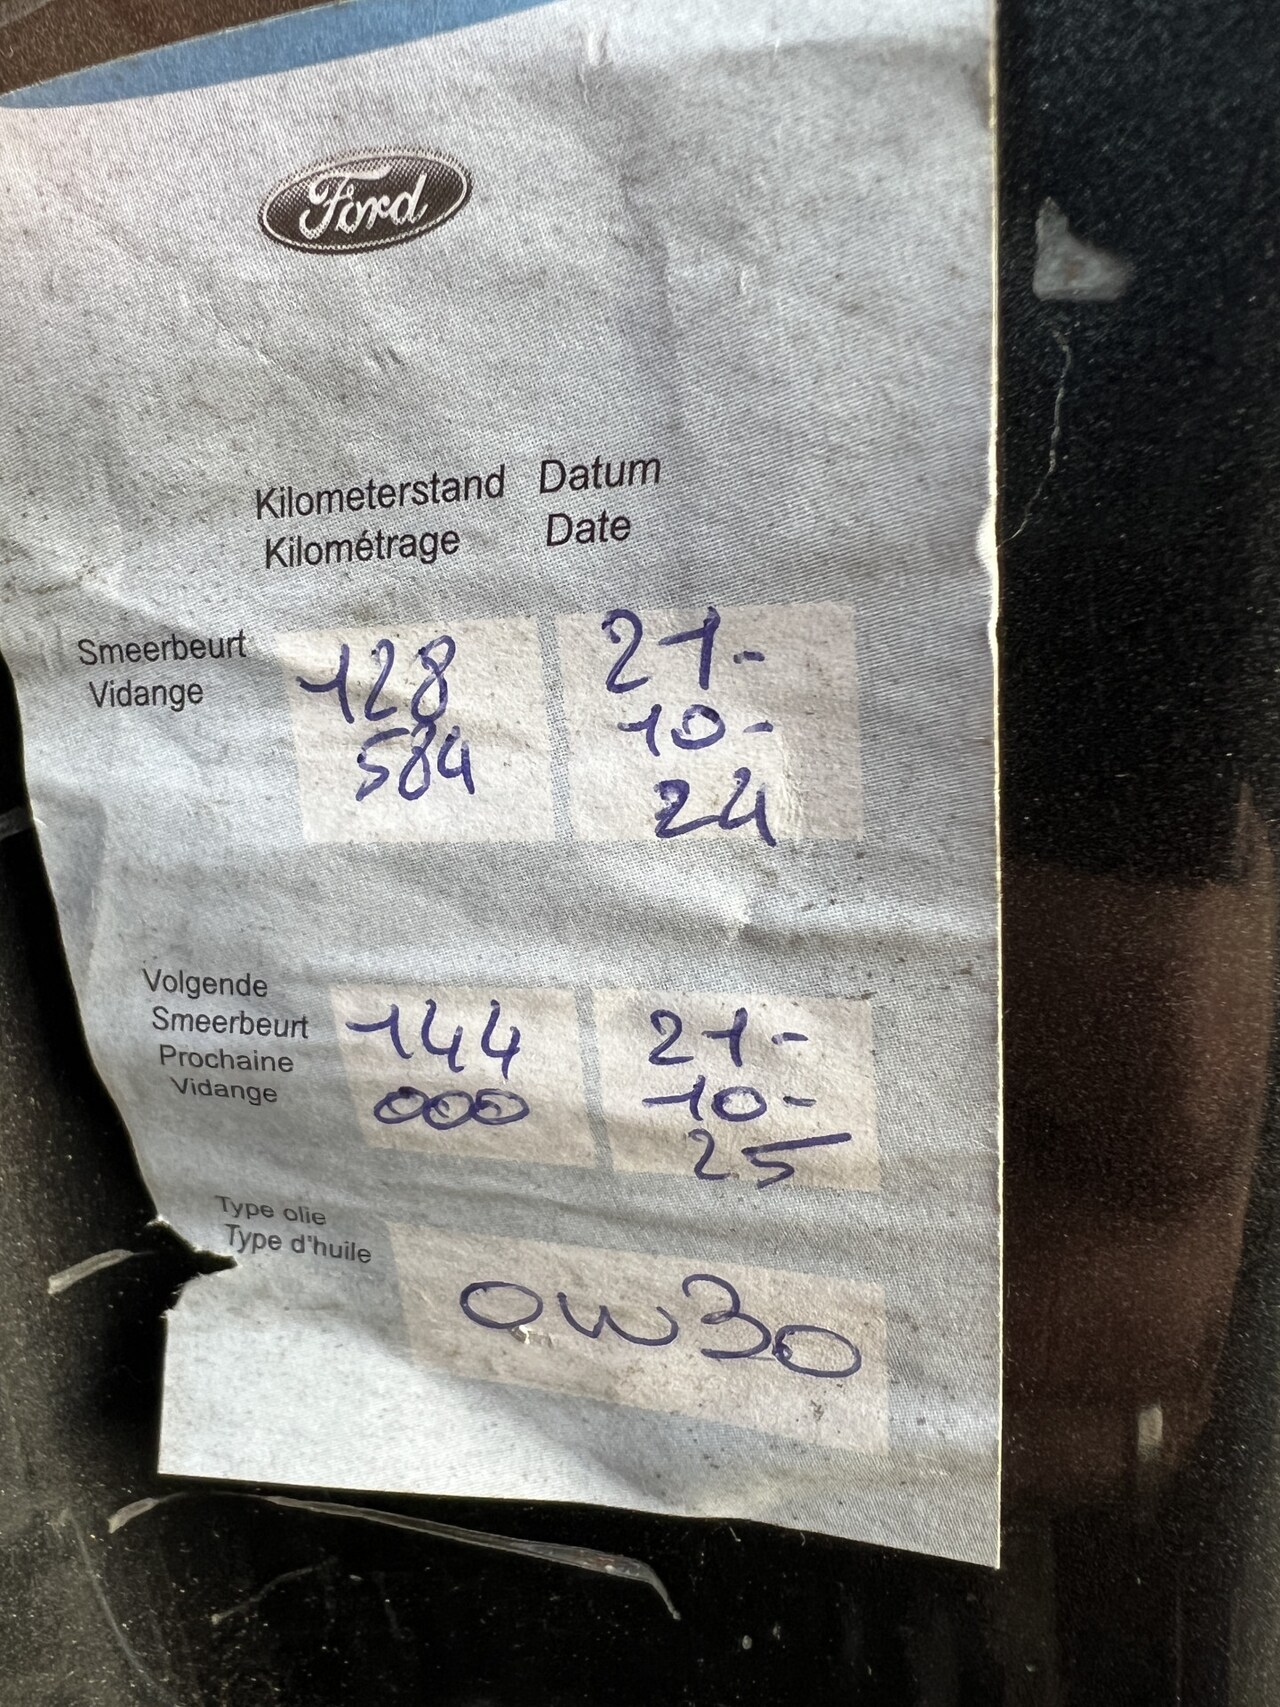 Ford
Kilometerstand Datum
Kilométrage Date
Smeerbeurt 128 21-
Vidange 584 10-
24
Volgende
Smeerbeurt 144 21-
Prochaine 000 10-
Vidange 25
Type olie
Type d'huile 0W30